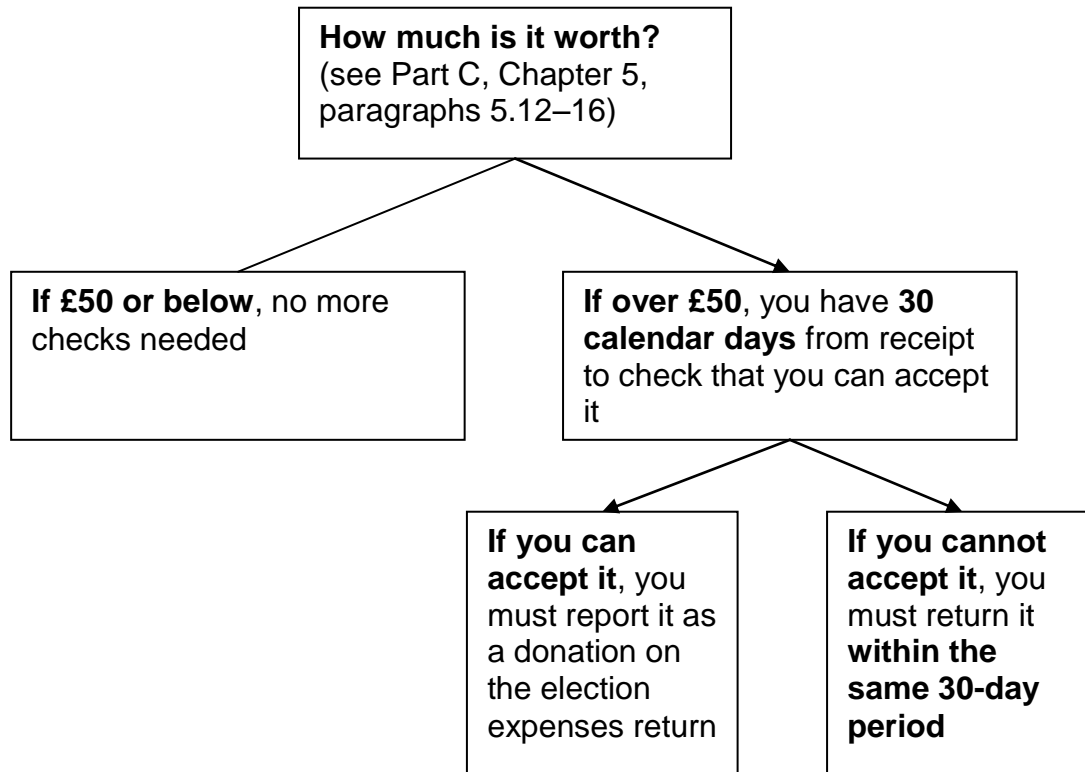 How much is it worth?
(see Part C, Chapter 5,
paragraphs 5.12–16)
If £50 or below, no more
checks needed
If over £50, you have 30
calendar days from receipt
to check that you can accept
it
If you can
accept it, you
must report it as
a donation on
the election
expenses return
If you cannot
accept it, you
must return it
within the
same 30-day
period